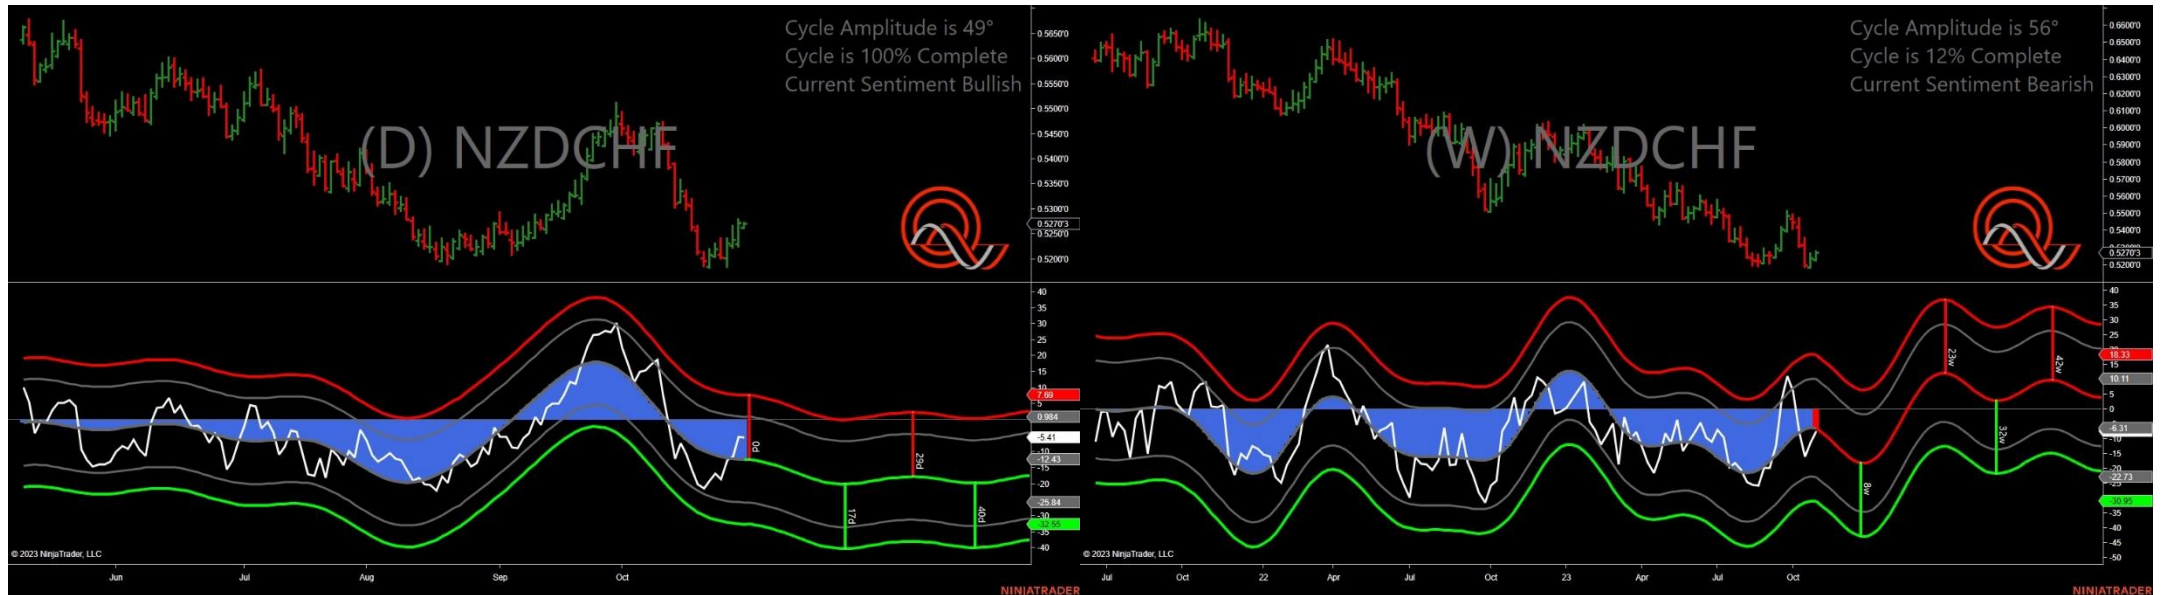 Cycle Amplitude is 49°
Cycle is 100% Complete
Current Sentiment Bullish
(D) NZDCHF
0.5650'0
0.5600'0
0.5550'0
0.5500'0
0.5450'0
0.5400'0
0.5350'0
0.5300'0
0.5270'3
0.5250'0
0.5200'0
40
35
30
25
20
15
10
7.69
5
0.984
-5.41
-10
-12.43
-15
-20
-25.84
-30
-32.55
-35
-40
0d
17d
29d
40d
© 2023 NinjaTrader, LLC
Jun
Jul
Aug
Sep
Oct
NINJATRADER
Cycle Amplitude is 56°
Cycle is 12% Complete
Current Sentiment Bearish
(W) NZDCHF
0.6600'0
0.6500'0
0.6400'0
0.6300'0
0.6200'0
0.6100'0
0.6000'0
0.5900'0
0.5800'0
0.5700'0
0.5600'0
0.5500'0
0.5400'0
0.5270'3
0.5200'0
40
35
30
25
18.33
15
10.11
5
0
-6.31
-10
-15
-20
-22.73
-25
-30.95
-35
-40
-45
-50
8w
23w
32w
42w
© 2023 NinjaTrader, LLC
Jul
Oct
22
Apr
Jul
Oct
23
Apr
Jul
Oct
NINJATRADER